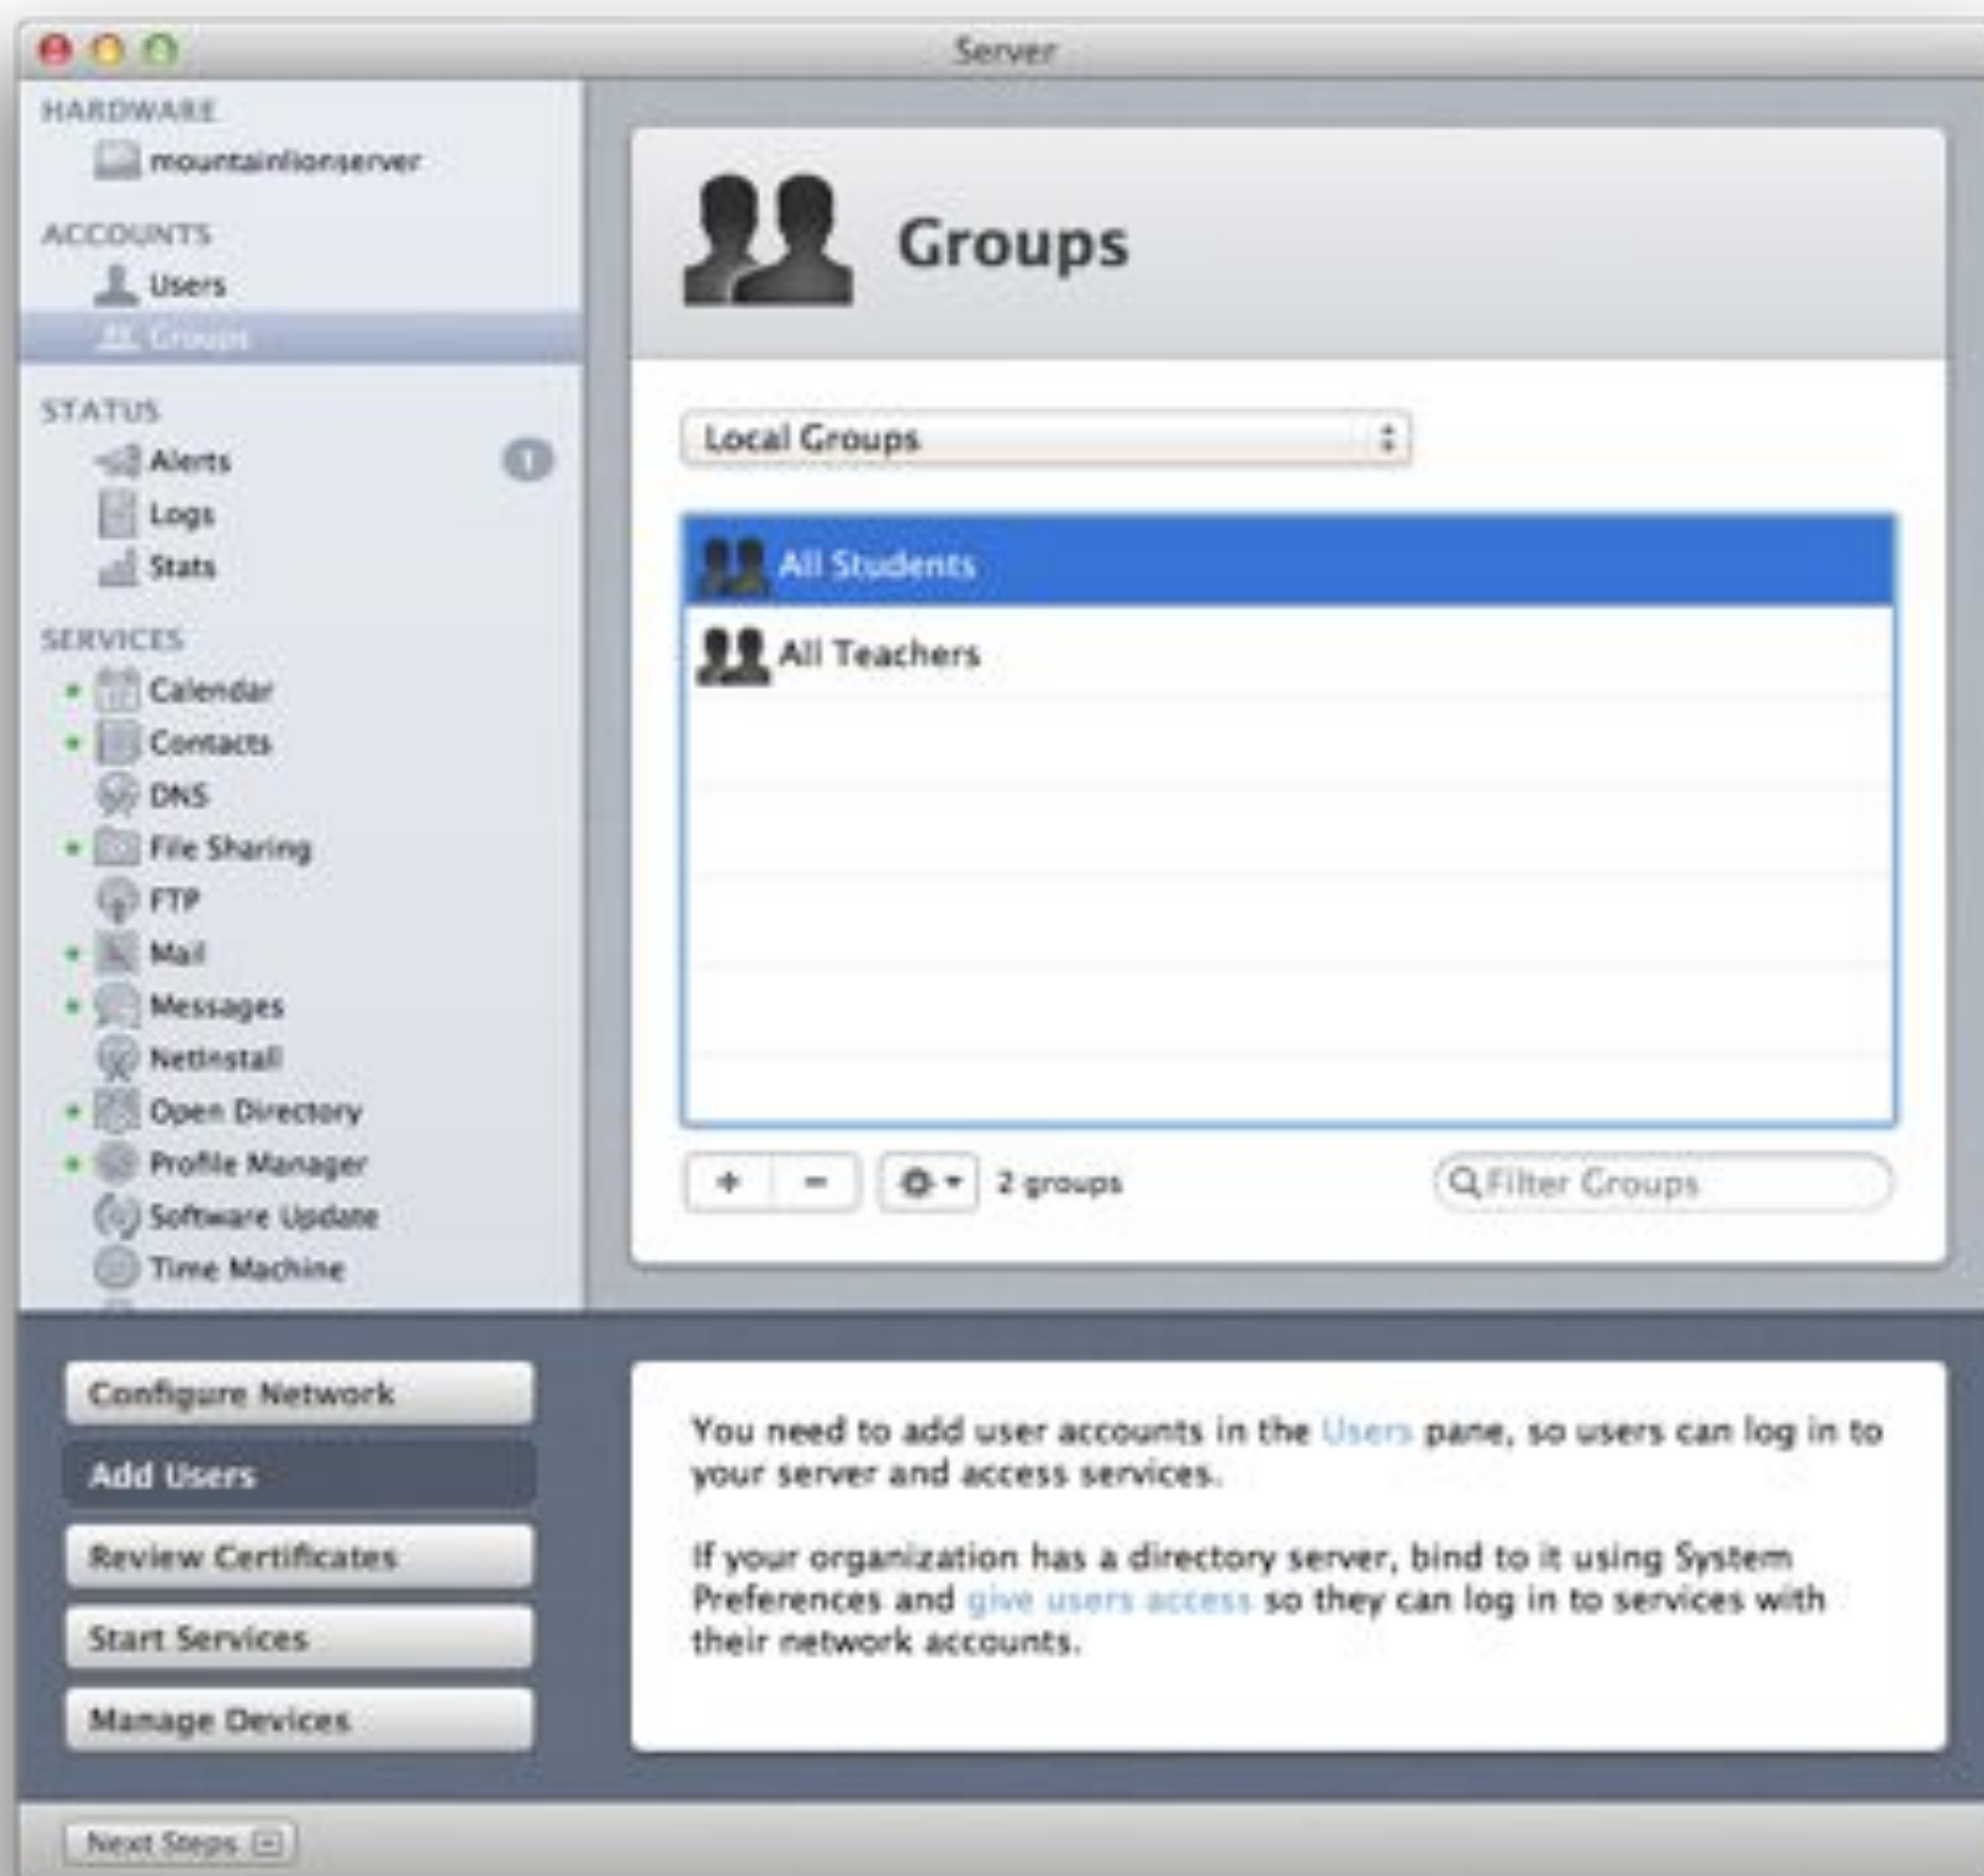 Server
HARDWARE
mountainlionserver
ACCOUNTS
Users
Groups
STATUS
Alerts 1
Logs
Stats
SERVICES
Calendar
Contacts
DNS
File Sharing
FTP
Mail
Messages
NetInstall
Open Directory
Profile Manager
Software Update
Time Machine
Groups
Local Groups
All Students
All Teachers
+ − 2 groups
Filter Groups
Configure Network
Add Users
Review Certificates
Start Services
Manage Devices
You need to add user accounts in the Users pane, so users can log in to
your server and access services.
If your organization has a directory server, bind to it using System
Preferences and give users access so they can log in to services with
their network accounts.
Next Steps